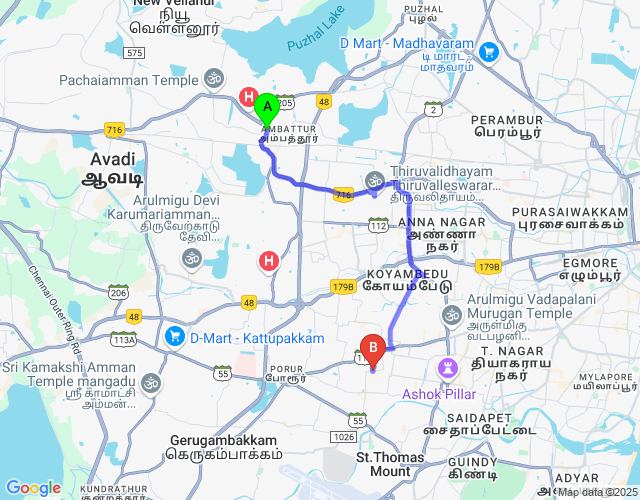 New Vellandi
நியூ
வெள்ளனூர்
PUZHAL
புழல்
Puzhal Lake
D Mart - Madhavaram
டி மார்ட் -
மாதவரம்
575
Pachaiamman Temple
H
205
48
2
A
AMBATTUR
அம்பத்தூர்
PERAMBUR
பெரம்பூர்
716
Avadi
ஆவடி
Thiruvalidhayam
Thiruvalleeswarar...
திருவலிதாயம்...
716
Arulmigu Devi
Karumariamman...
திருவேற்காடு
தேவி...
ANNA NAGAR
அண்ணா
நகர்
112
PURASAIWAKKAM
புரசைவாக்கம்
H
KOYAMBEDU
கோயம்பேடு
179B
EGMORE
எழும்பூர்
Chennai Outer Ring Rd
206
179B
48
48
Arulmigu Vadapalani
Murugan Temple
அருள்மிகு
வடபழனி...
113A
D-Mart - Kattupakkam
B
Sri Kamakshi Amman
Temple mangadu
ஸ்ரீ காமாட்சி
அம்மன்...
55
PORUR
போரூர்
T. NAGAR
தியாகராய
நகர்
55
Ashok Pillar
MYLAPORE
மயிலாப்பூர்
SAIDAPET
சைதாப்பேட்டை
Gerugambakkam
கெருகம்பாக்கம்
1026
55
St.Thomas
Mount
GUINDY
கிண்டி
KUNDRATHUR
குன்றத்தூர்
ADYAR
Google
Map data ©2025